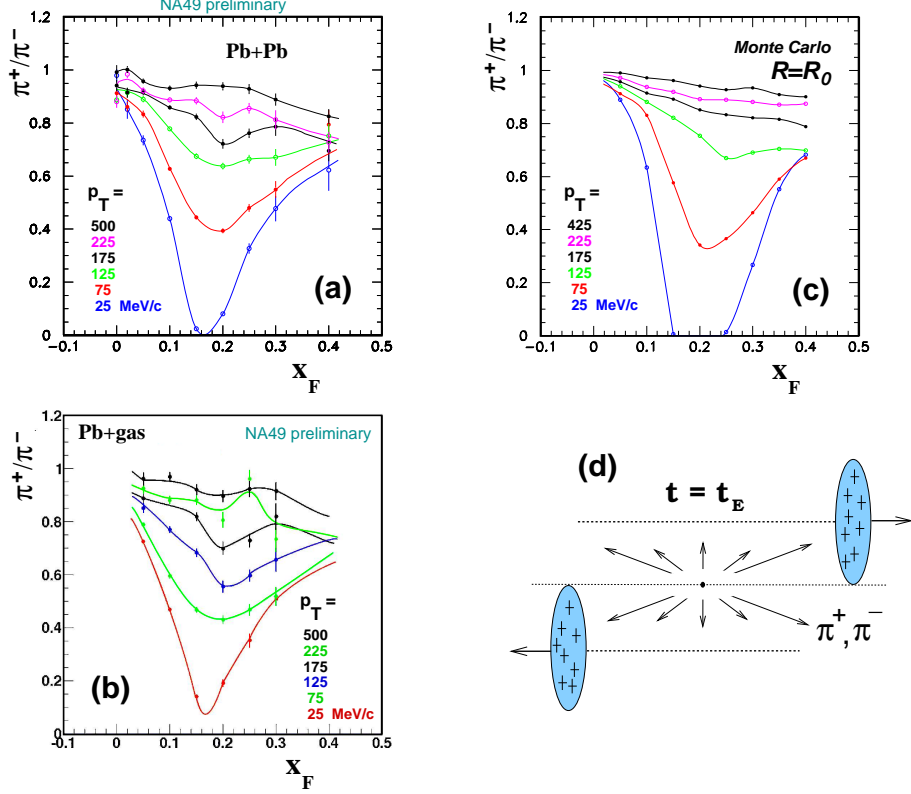 NA49 preliminary
π⁺/π⁻
1.2
1
0.8
0.6
0.4
0.2
0
Pb+Pb
p_T =
500
225
175
125
75
25 MeV/c
(a)
-0.1 0 0.1 0.2 0.3 0.4 0.5
x_F
π⁺/π⁻
1.2
1
0.8
0.6
0.4
0.2
0
Monte Carlo
R=R₀
p_T =
425
225
175
125
75
25 MeV/c
(c)
-0.1 0 0.1 0.2 0.3 0.4 0.5
x_F
π⁺/π⁻
1.2
1
0.8
0.6
0.4
0.2
0
Pb+gas NA49 preliminary
p_T =
500
225
175
125
75
25 MeV/c
(b)
-0.1 0 0.1 0.2 0.3 0.4 0.5
x_F
(d)
t = t_E
+ + + + + + + + +
π⁺,π⁻
+ + + + + + + + +